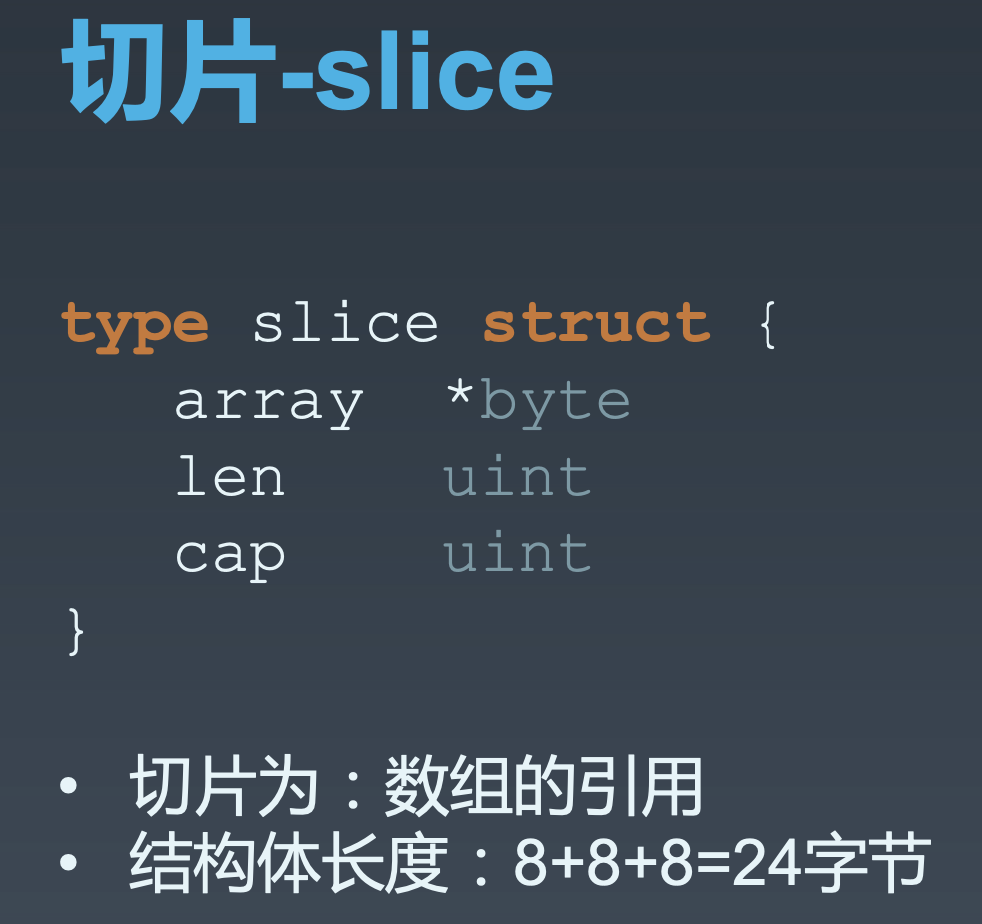 切片-slice
type slice struct {
array *byte
len uint
cap uint
}
• 切片为：数组的引用
• 结构体长度：8+8+8=24字节